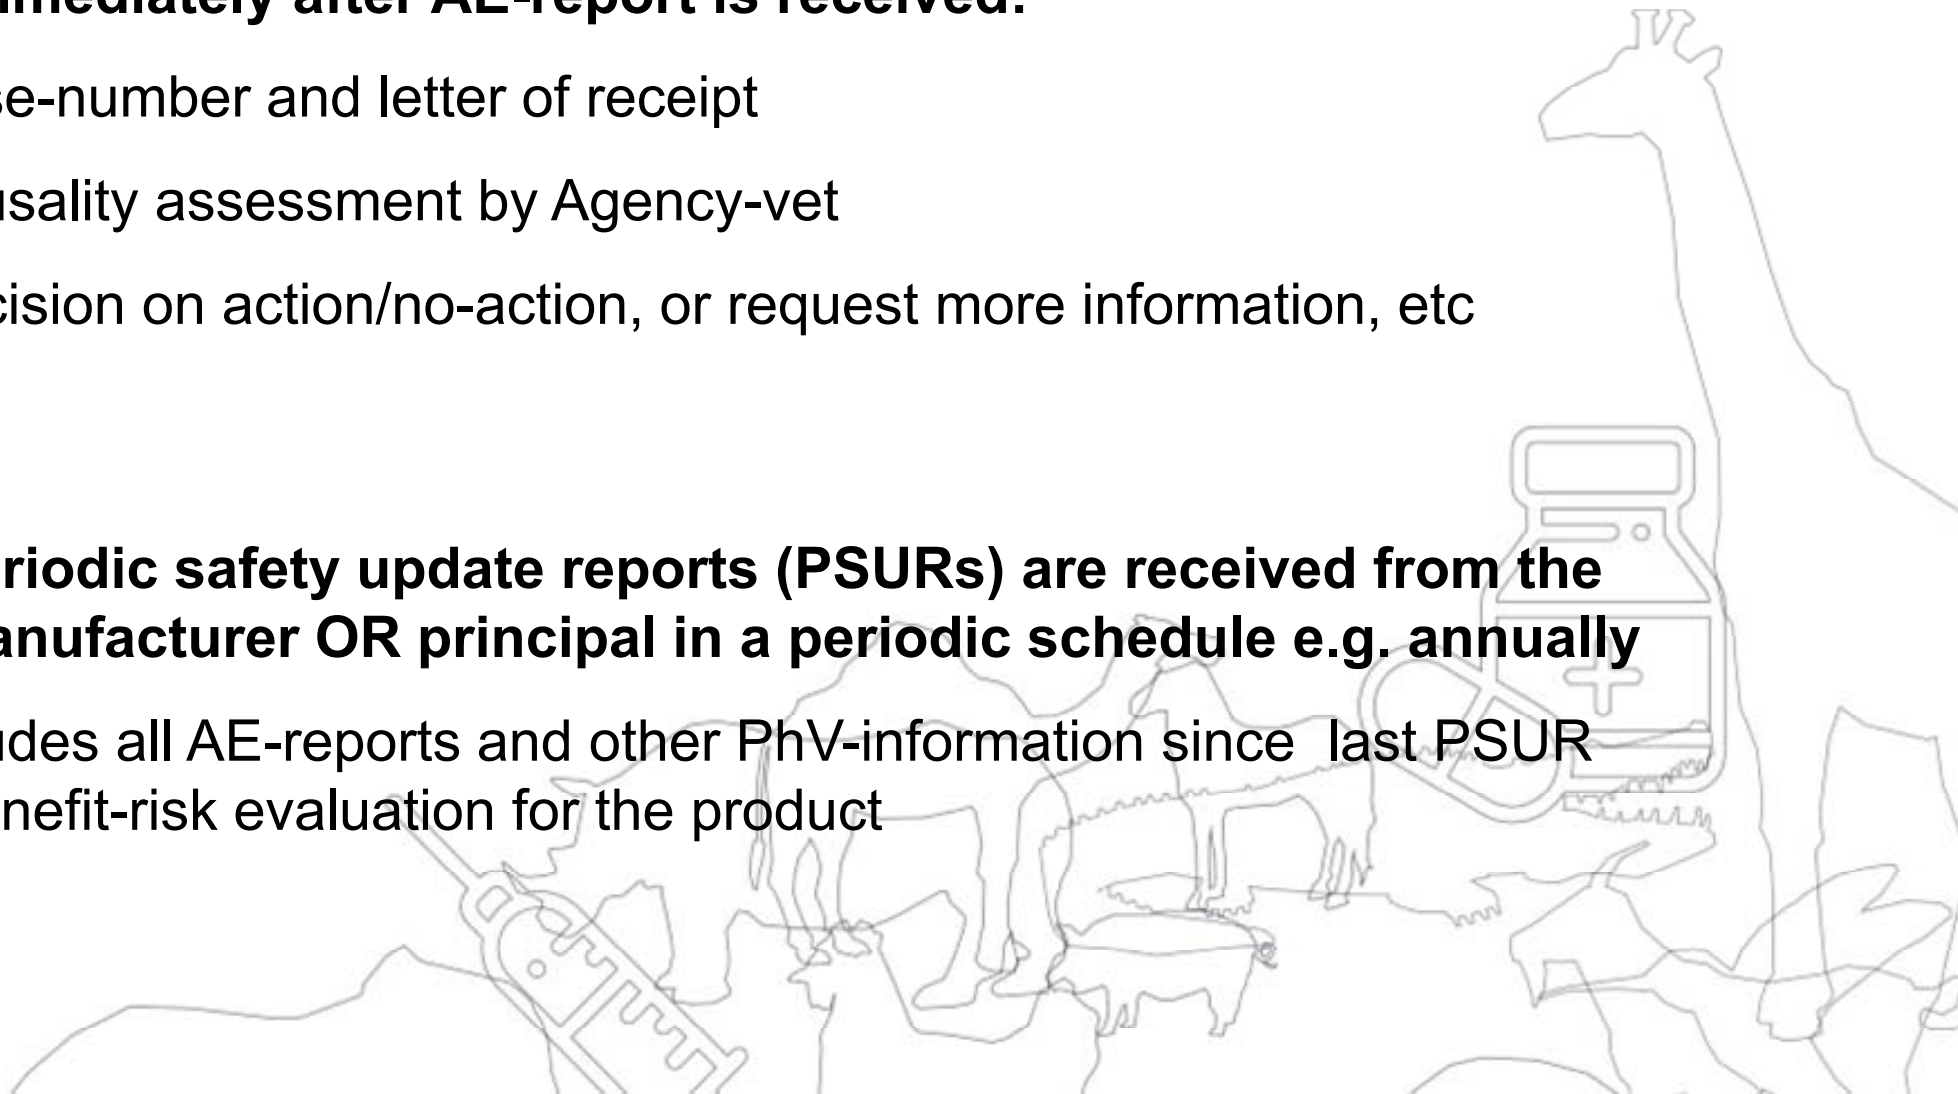 mmediately after AE-report is received:
se-number and letter of receipt
usality assessment by Agency-vet
cision on action/no-action, or request more information, etc
riodic safety update reports (PSURs) are received from the
anufacturer OR principal in a periodic schedule e.g. annually
udes all AE-reports and other PhV-information since  last PSUR
nefit-risk evaluation for the product